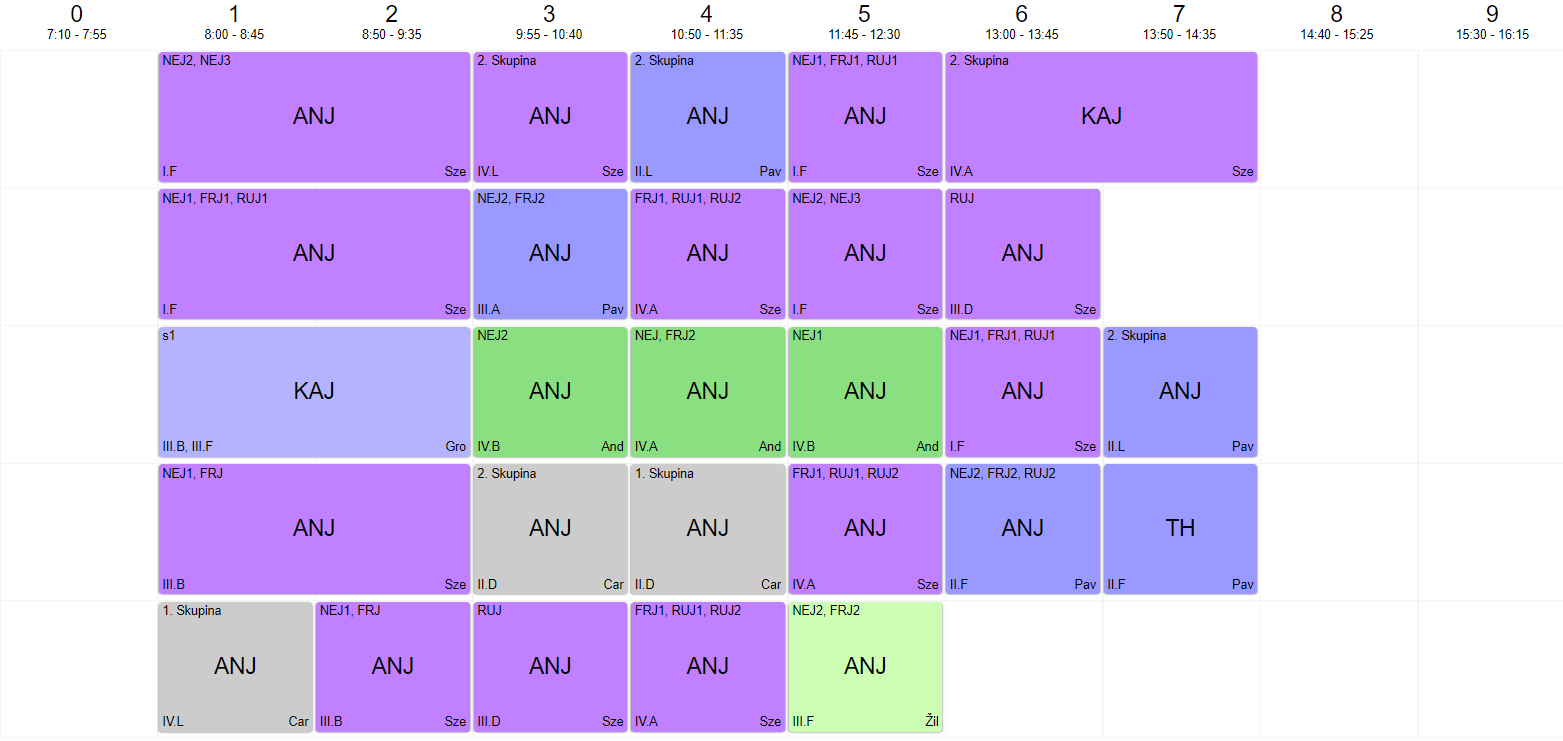 0 1 2 3 4 5 6 7 8 9
7:10 - 7:55 8:00 - 8:45 8:50 - 9:35 9:55 - 10:40 10:50 - 11:35 11:45 - 12:30 13:00 - 13:45 13:50 - 14:35 14:40 - 15:25 15:30 - 16:15
NEJ2, NEJ3 2. Skupina 2. Skupina NEJ1, FRJ1, RUJ1 2. Skupina
ANJ ANJ ANJ ANJ KAJ
I.F Sze IV.L Sze II.L Pav I.F Sze IV.A Sze
NEJ1, FRJ1, RUJ1 NEJ2, FRJ2 FRJ1, RUJ1, RUJ2 NEJ2, NEJ3 RUJ
ANJ ANJ ANJ ANJ ANJ
I.F Sze III.A Pav IV.A Sze I.F Sze III.D Sze
s1 NEJ2 NEJ, FRJ2 NEJ1 NEJ1, FRJ1, RUJ1 2. Skupina
KAJ ANJ ANJ ANJ ANJ ANJ
III.B, III.F Gro IV.B And IV.A And IV.B And I.F Sze II.L Pav
NEJ1, FRJ 2. Skupina 1. Skupina FRJ1, RUJ1, RUJ2 NEJ2, FRJ2, RUJ2
ANJ ANJ ANJ ANJ ANJ TH
III.B Sze II.D Car II.D Car IV.A Sze II.F Pav II.F Pav
1. Skupina NEJ1, FRJ RUJ FRJ1, RUJ1, RUJ2 NEJ2, FRJ2
ANJ ANJ ANJ ANJ ANJ
IV.L Car III.B Sze III.D Sze IV.A Sze III.F Žil